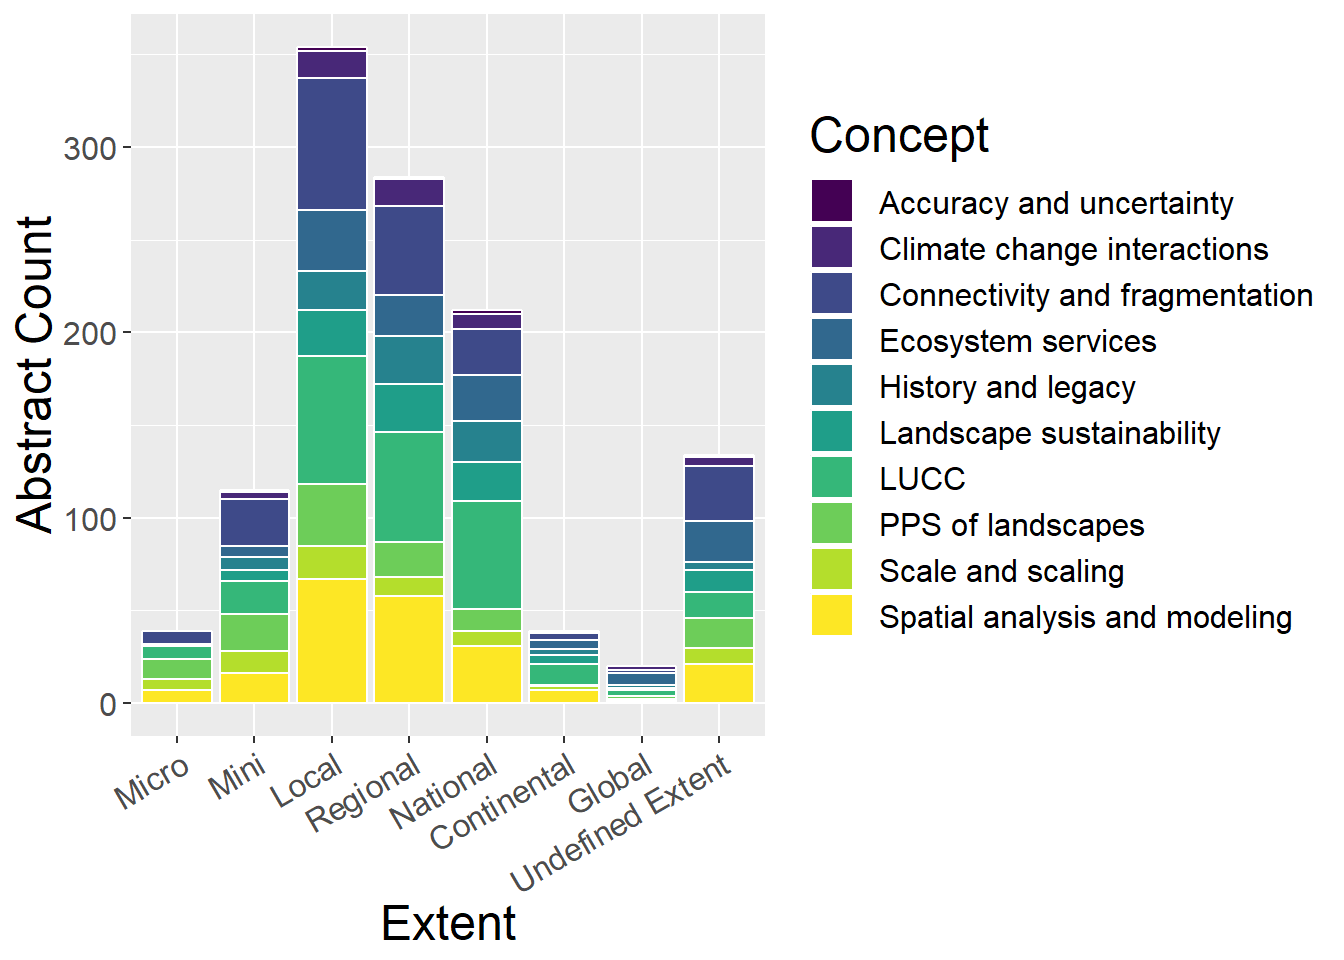 Abstract Count
300
200
100
0
Micro
Mini
Local
Regional
National
Continental
Global
Undefined Extent
Extent
Concept
Accuracy and uncertainty
Climate change interactions
Connectivity and fragmentation
Ecosystem services
History and legacy
Landscape sustainability
LUCC
PPS of landscapes
Scale and scaling
Spatial analysis and modeling